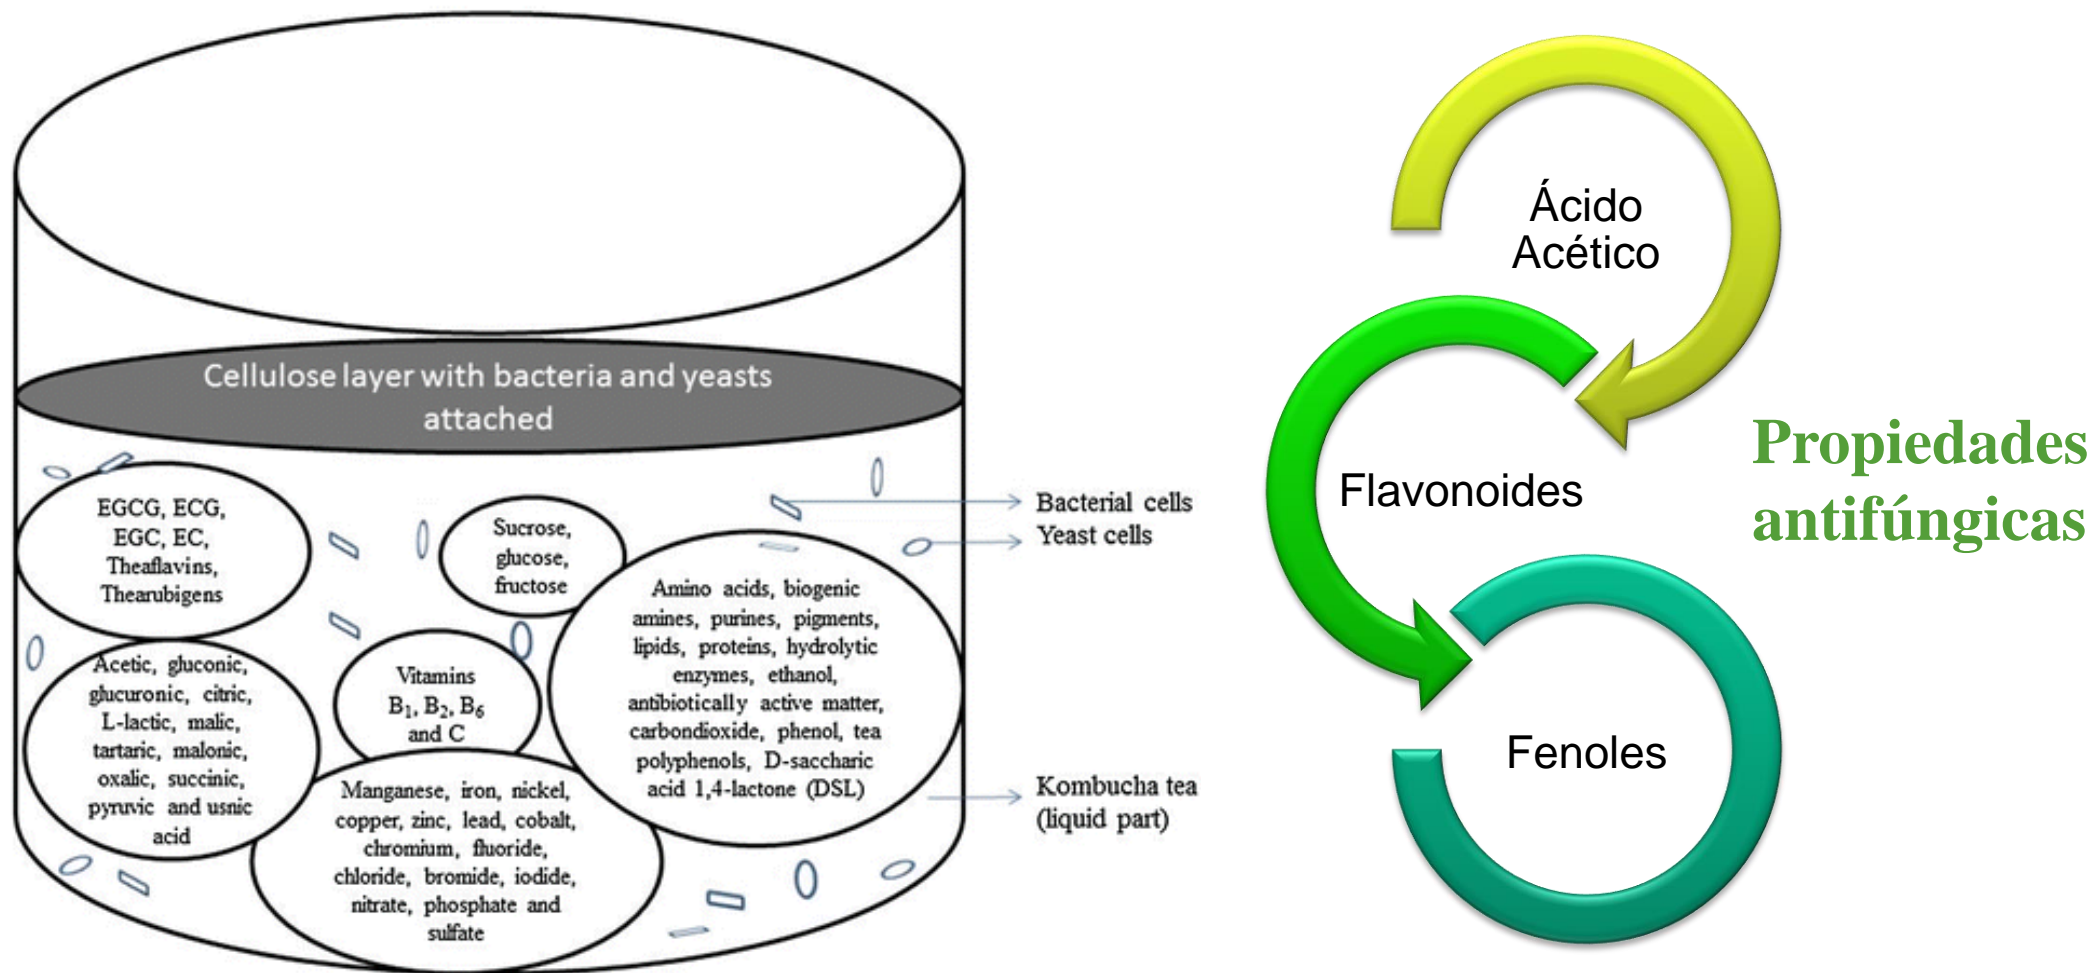 Cellulose layer with bacteria and yeasts
attached
EGCG, ECG,
EGC, EC,
Theaflavins,
Thearubigens
Sucrose,
glucose,
fructose
Amino acids, biogenic
amines, purines, pigments,
lipids, proteins, hydrolytic
enzymes, ethanol,
antibiotically active matter,
carbondioxide, phenol, tea
polyphenols, D-saccharic
acid 1,4-lactone (DSL)
Acetic, gluconic,
glucuronic, citric,
L-lactic, malic,
tartaric, malonic,
oxalic, succinic,
pyruvic and usnic
acid
Vitamins
B₁, B₂, B₆
and C
Manganese, iron, nickel,
copper, zinc, lead, cobalt,
chromium, fluoride,
chloride, bromide, iodide,
nitrate, phosphate and
sulfate
Bacterial cells
Yeast cells
Kombucha tea
(liquid part)
Ácido
Acético
Flavonoides
Fenoles
Propiedades
antifúngicas